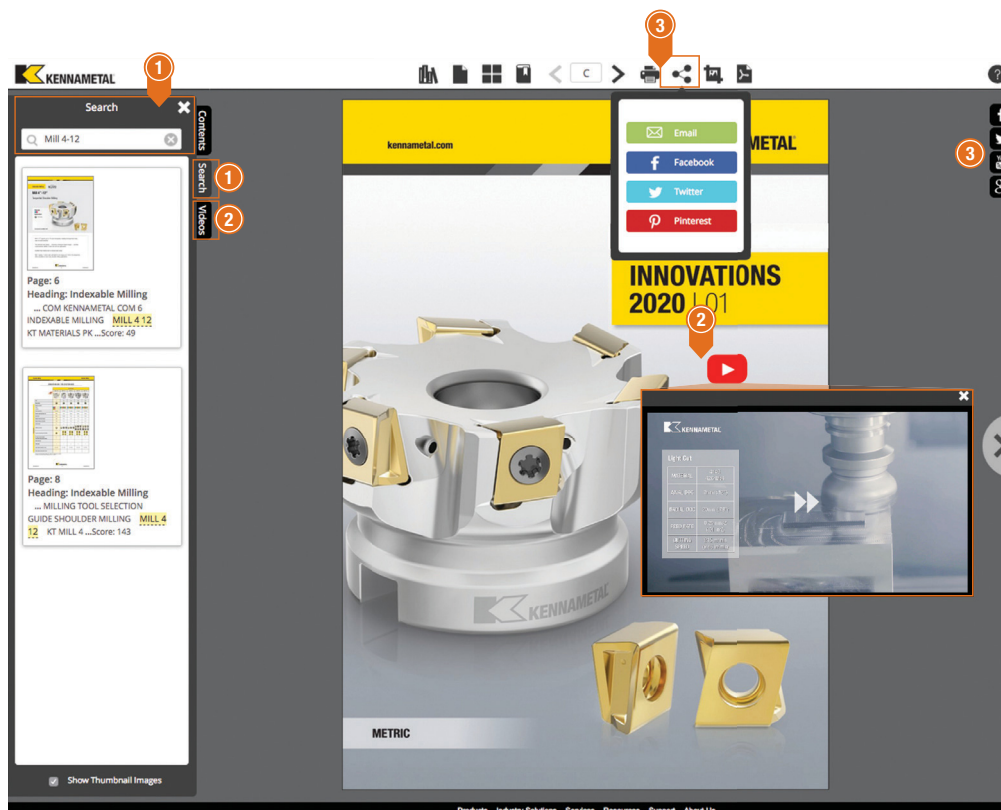 3
1
KENNAMETAL
C
Search
Mill 4-12
Contents
Search
1
Videos
2
Page: 6
Heading: Indexable Milling
... COM KENNAMETAL COM 6
INDEXABLE MILLING MILL 4 12
KT MATERIALS PK ...Score: 49
Page: 8
Heading: Indexable Milling
... MILLING TOOL SELECTION
GUIDE SHOULDER MILLING MILL 4
12 KT MILL 4 ...Score: 143
Show Thumbnail Images
kennametal.com
METAL
Email
Facebook
Twitter
Pinterest
3
INNOVATIONS
2020 | 01
2
KENNAMETAL
Light Cut
KENNAMETAL
METRIC
Products Industry Solutions Services Resources Support About Us